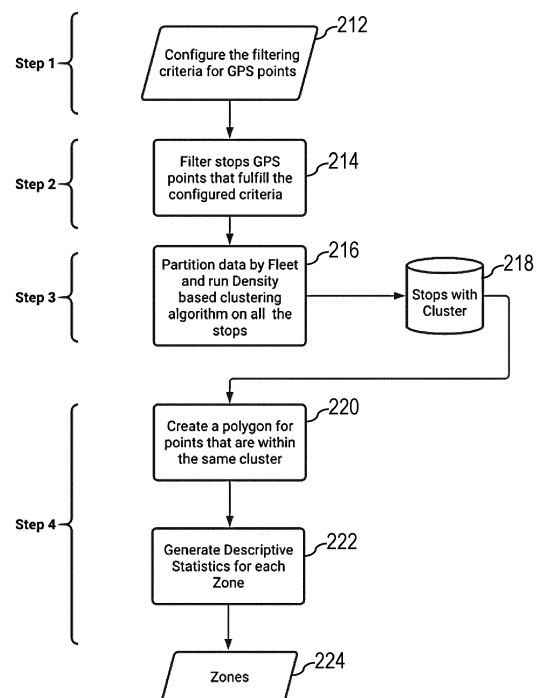 Step 1
Configure the filtering
criteria for GPS points
212
Step 2
Filter stops GPS
points that fulfill the
configured criteria
214
Step 3
Partition data by Fleet
and run Density
based clustering
algorithm on all the
stops
216
Stops with
Cluster
218
Step 4
Create a polygon for
points that are within
the same cluster
220
Generate Descriptive
Statistics for each
Zone
222
Zones
224